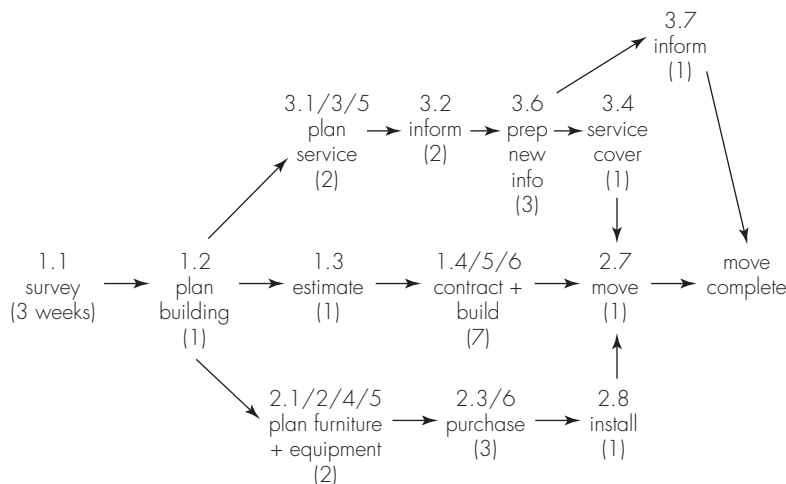 3.7
inform
(1)
3.1/3/5
plan
service
(2)
3.2
inform
(2)
3.6
prep
new
info
(3)
3.4
service
cover
(1)
1.1
survey
(3 weeks)
1.2
plan
building
(1)
1.3
estimate
(1)
1.4/5/6
contract +
build
(7)
2.7
move
(1)
move
complete
2.1/2/4/5
plan furniture
+ equipment
(2)
2.3/6
purchase
(3)
2.8
install
(1)